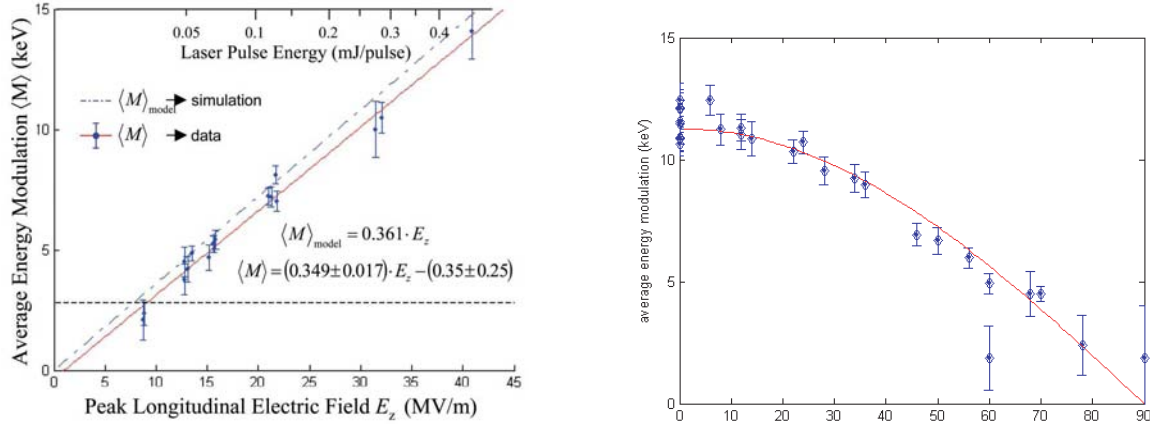 15
0.05 0.1 0.2 0.3 0.4
Laser Pulse Energy (mJ/pulse)
Average Energy Modulation ⟨M⟩ (keV)
⟨M⟩model simulation
⟨M⟩ data
10
5
0
⟨M⟩model = 0.361 · Ez
⟨M⟩ = (0.349±0.017) · Ez − (0.35±0.25)
0 5 10 15 20 25 30 35 40 45
Peak Longitudinal Electric Field Ez (MV/m)
15
10
5
0
average energy modulation (keV)
0 10 20 30 40 50 60 70 80 90